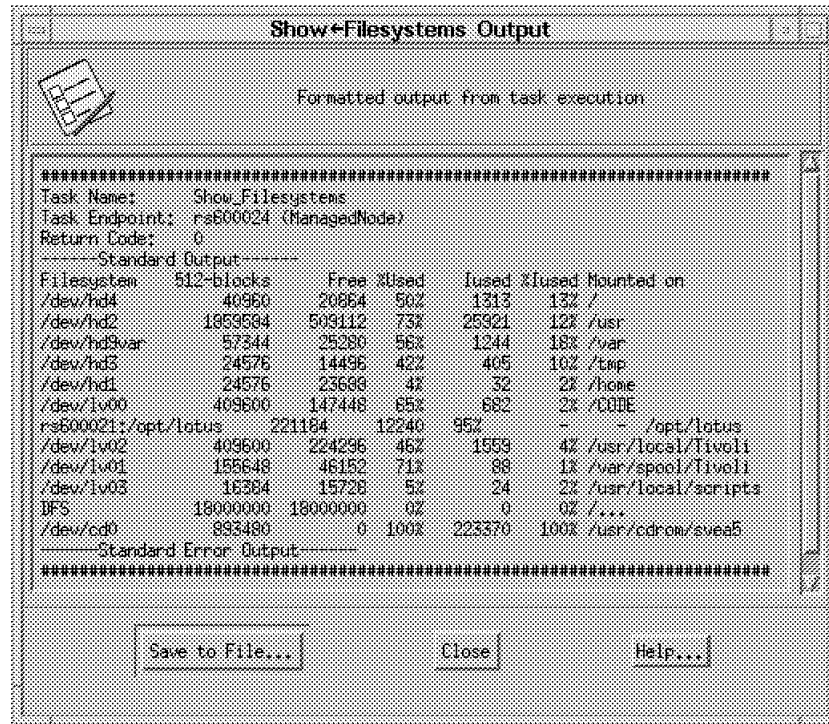 Show←Filesystems Output
Formatted output from task execution
################################################################################
Task Name: Show_Filesystems
Task Endpoint: rs600024 (ManagedNode)
Return Code: 0
------Standard Output------
Filesystem 512-blocks Free %Used Iused %Iused Mounted on
/dev/hd4 40960 20864 50% 1313 13% /
/dev/hd2 1859584 509112 73% 25921 12% /usr
/dev/hd9var 57344 25280 56% 1244 18% /var
/dev/hd3 24576 14496 42% 405 10% /tmp
/dev/hd1 24576 23688 4% 32 2% /home
/dev/lv00 409600 147448 65% 682 2% /CODE
rs600021:/opt/lotus 221184 12240 95% - - /opt/lotus
/dev/lv02 409600 224296 46% 1559 4% /usr/local/Tivoli
/dev/lv01 155648 46152 71% 88 1% /var/spool/Tivoli
/dev/lv03 16384 15728 5% 24 2% /usr/local/scripts
DFS 18000000 18000000 0% 0 0% /...
/dev/cd0 893480 0 100% 223370 100% /usr/cdrom/svea5
------Standard Error Output------
################################################################################
Save to File... Close Help...